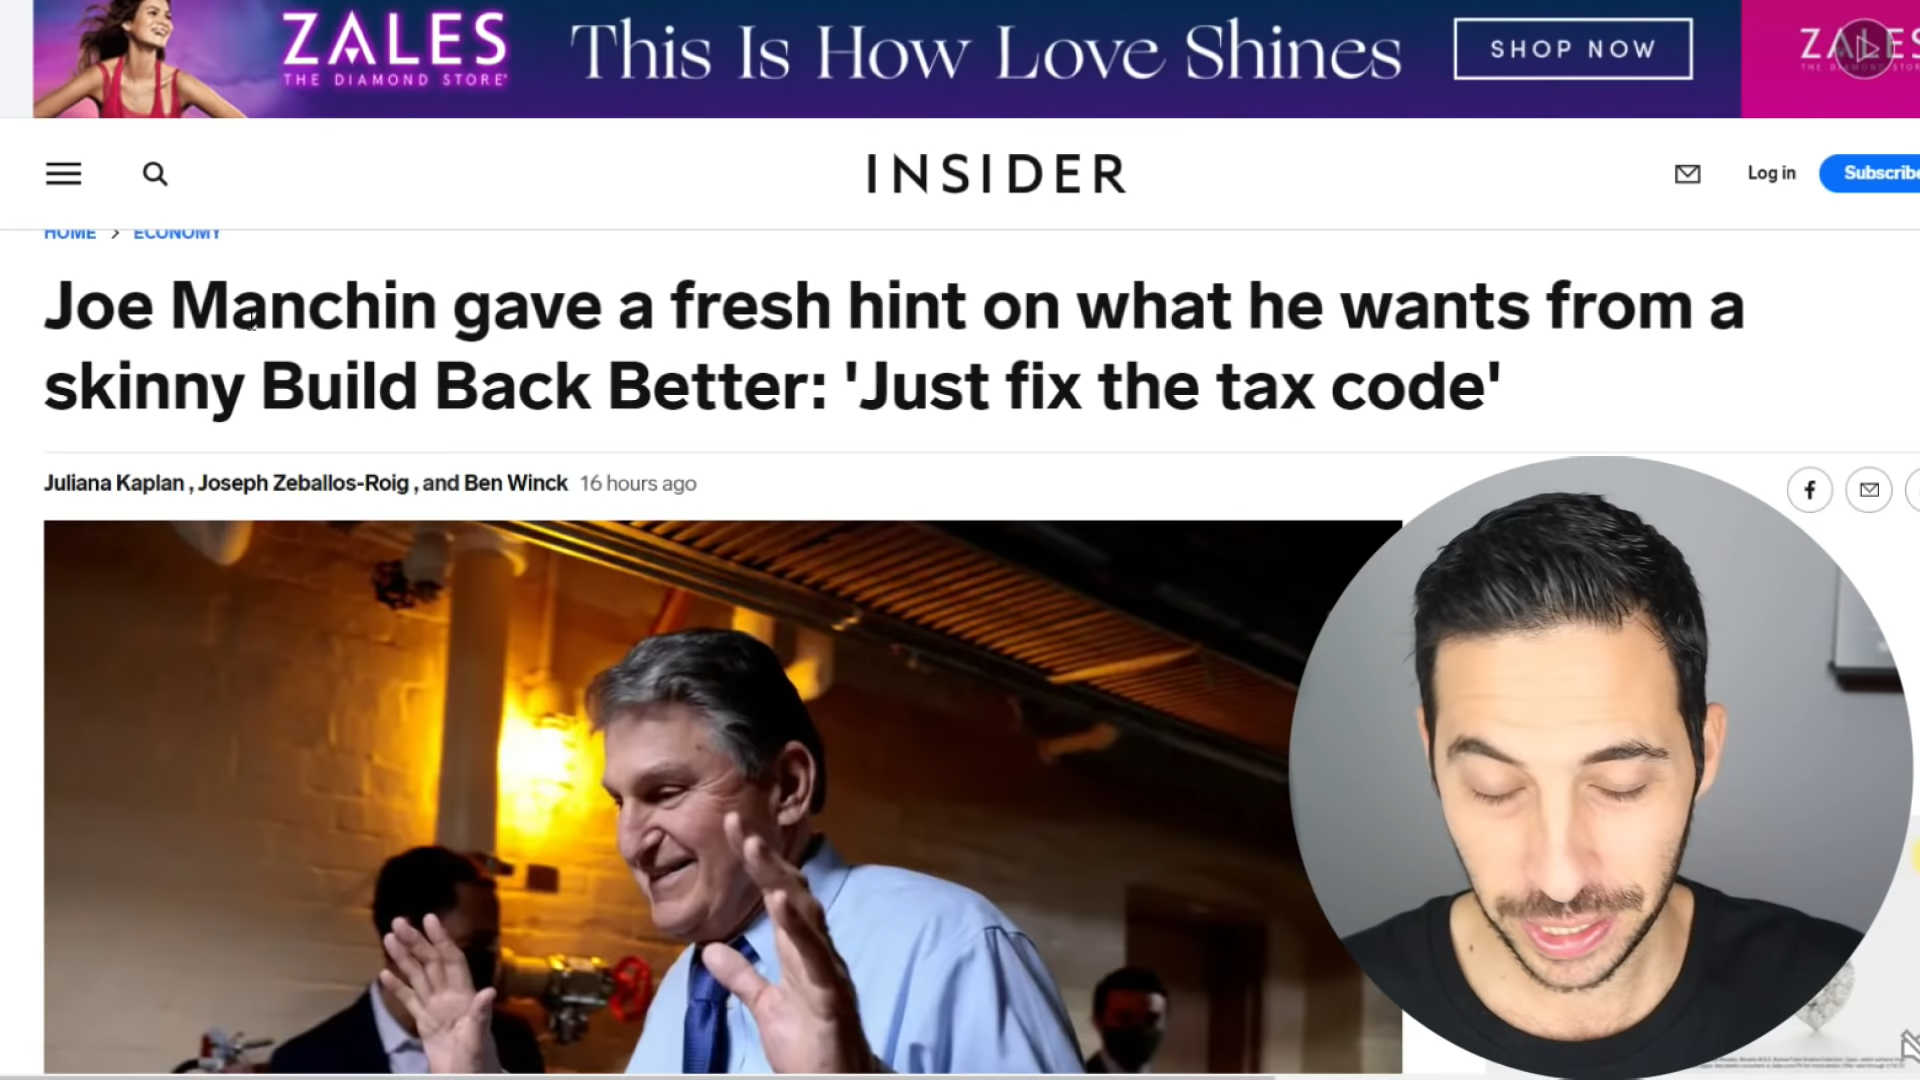 ZALES
THE DIAMOND STORE
This Is How Love Shines
SHOP NOW
ZALES
INSIDER
Log in
Subscribe
HOME > ECONOMY
Joe Manchin gave a fresh hint on what he wants from a
skinny Build Back Better: 'Just fix the tax code'
Juliana Kaplan , Joseph Zeballos-Roig , and Ben Winck 16 hours ago